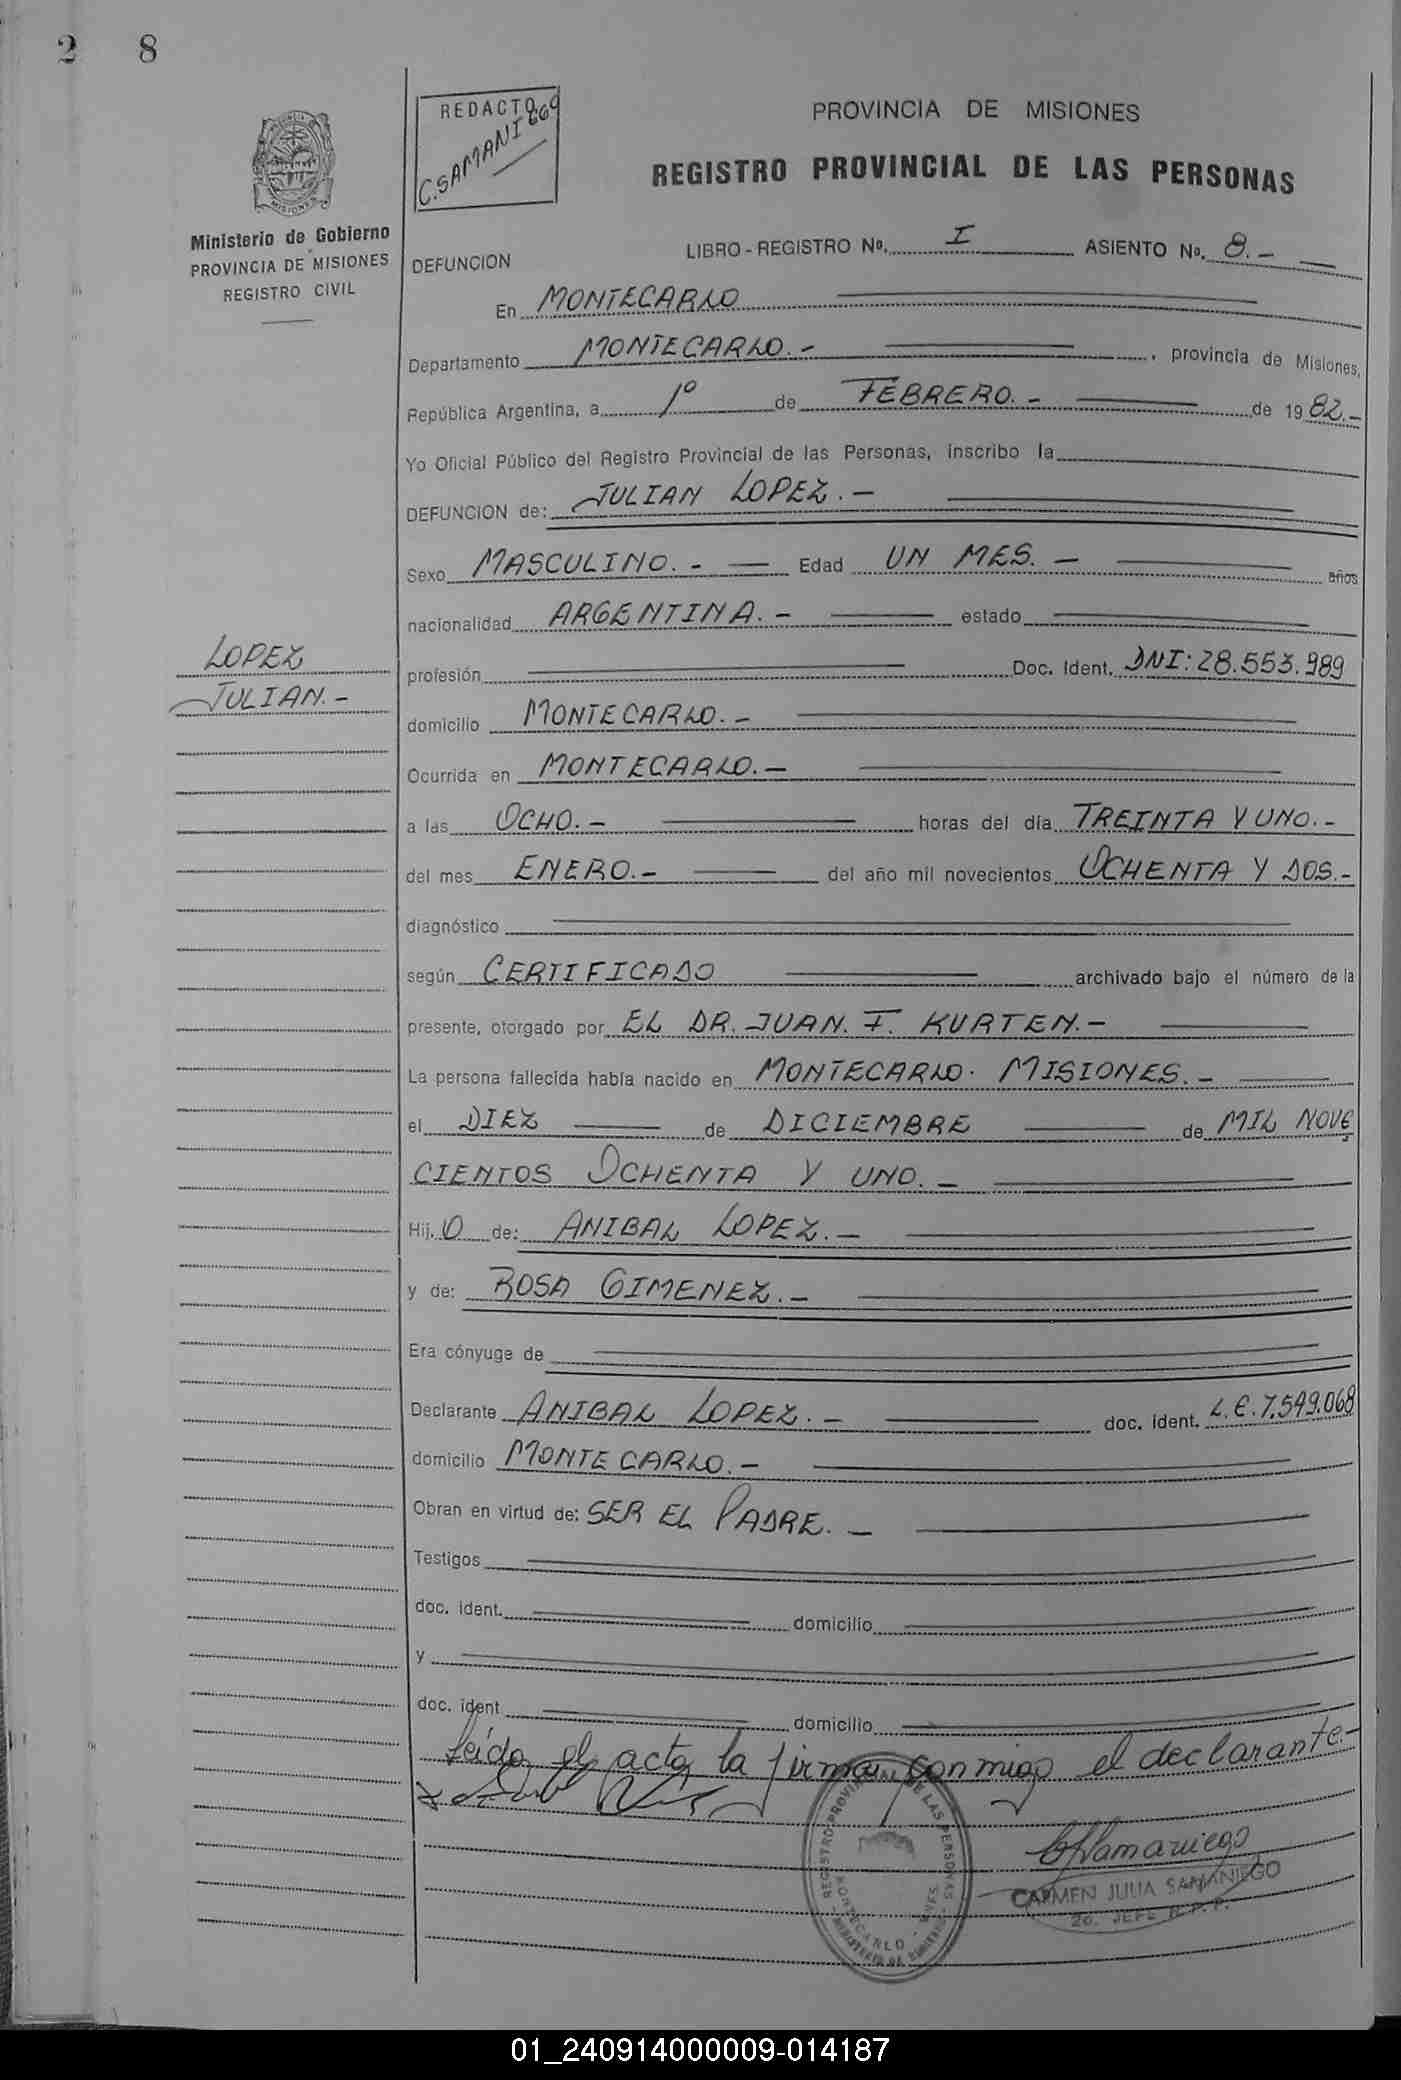 2 8
REDACTO
C. SAMANIEGO
PROVINCIA DE MISIONES
REGISTRO PROVINCIAL DE LAS PERSONAS
Ministerio de Gobierno
PROVINCIA DE MISIONES
REGISTRO CIVIL
LIBRO - REGISTRO No. I ASIENTO No. 8.-
DEFUNCION
En MONTECARLO
Departamento MONTECARLO.- , provincia de Misiones,
República Argentina, a 1º de FEBRERO.- de 1982.-
Yo Oficial Público del Registro Provincial de las Personas, inscribo la
DEFUNCION de: JULIAN LOPEZ.-
Sexo MASCULINO.- Edad UN MES.- años
nacionalidad ARGENTINA.- estado
LOPEZ
JULIAN.-
profesión Doc. Ident. DNI: 28.553.989
domicilio MONTECARLO.-
Ocurrida en MONTECARLO.-
a las OCHO.- horas del día TREINTA Y UNO.-
del mes ENERO.- del año mil novecientos OCHENTA Y DOS.-
diagnóstico
según CERTIFICADO archivado bajo el número de la
presente, otorgado por EL DR. JUAN. F. KURTEN.-
La persona fallecida había nacido en MONTECARLO. MISIONES.-
el DIEZ de DICIEMBRE de MIL NOVE
CIENTOS OCHENTA Y UNO.-
Hij. O de: ANIBAL LOPEZ.-
y de: ROSA GIMENEZ.-
Era cónyuge de
Declarante ANIBAL LOPEZ.- doc. ident. L.E. 7.549.068
domicilio MONTECARLO.-
Obran en virtud de: SER EL PADRE.-
Testigos
doc. ident. domicilio
y
doc. ident domicilio
Leido el acta la firma conmigo el declarante.-
REGISTRO PROVINCIAL DE LAS PERSONAS
MONTECARLO - MNES.
CSamaniego
CARMEN JULIA SAMANIEGO
2o. JEFE R.P.P.
01_240914000009-014187